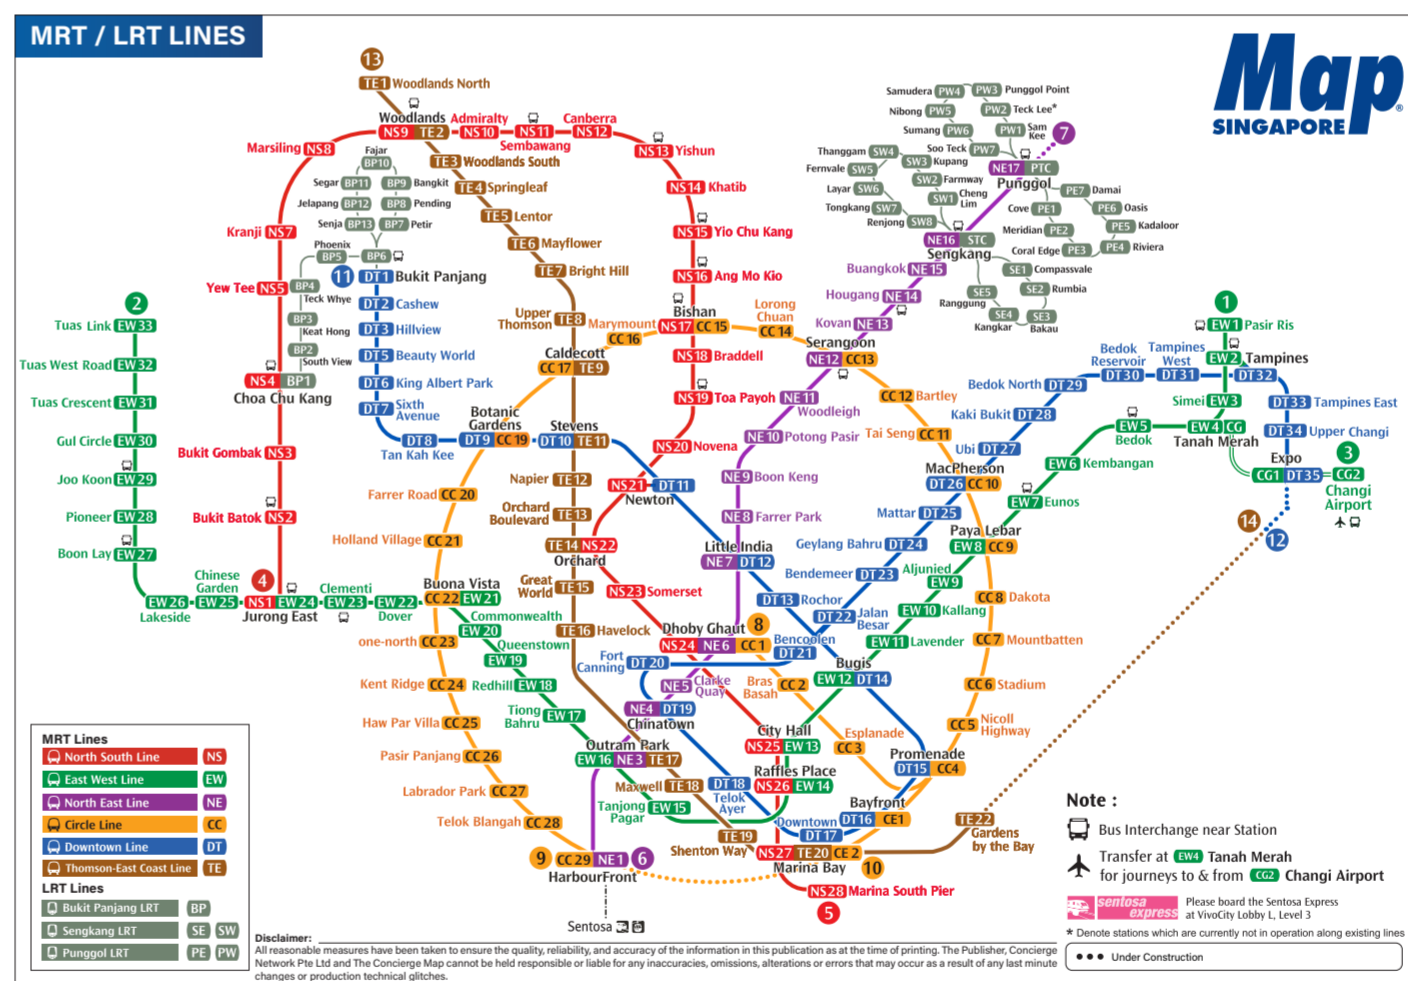 MRT / LRT LINES
Map®
SINGAPORE
13
TE1 Woodlands North
Woodlands
NS9 TE2
Admiralty
NS10
NS11
Sembawang
Canberra
NS12
NS13 Yishun
Marsiling NS8
TE3 Woodlands South
NS14 Khatib
TE4 Springleaf
TE5 Lentor
NS15 Yio Chu Kang
TE6 Mayflower
Kranji NS7
NS16 Ang Mo Kio
TE7 Bright Hill
Yew Tee NS5
Fajar
BP10
Segar BP11
BP9 Bangkit
Jelapang BP12
BP8 Pending
Senja BP13
BP7 Petir
Phoenix
BP5
BP6
BP4
Teck Whye
BP3
Keat Hong
BP2
South View
NS4 BP1
Choa Chu Kang
11
DT1 Bukit Panjang
DT2 Cashew
DT3 Hillview
DT5 Beauty World
DT6 King Albert Park
DT7 Sixth
Avenue
DT8
Tan Kah Kee
Botanic
Gardens
DT9 CC19
Stevens
DT10 TE11
Upper
Thomson
TE8
Caldecott
CC17 TE9
Marymount
CC16
Bishan
NS17 CC15
Lorong
Chuan
CC14
Serangoon
NE12 CC13
NS18 Braddell
NS19 Toa Payoh
NS20 Novena
NS21 DT11
Newton
NE11
Woodleigh
NE10 Potong Pasir
NE9 Boon Keng
NE8 Farrer Park
Little India
NE7 DT12
Samudera PW4
PW3 Punggol Point
Nibong PW5
PW2 Teck Lee*
Sumang PW6
PW1 Sam
Kee
7
Soo Teck PW7
NE17 PTC
Punggol
Thanggam SW4
SW3 Kupang
Fernvale SW5
SW2 Farmway
Layar SW6
SW1 Cheng
Lim
Tongkang SW7
Renjong SW8
PE7 Damai
Cove PE1
PE6 Oasis
Meridian PE2
PE5 Kadaloor
Coral Edge PE3
PE4 Riviera
NE16 STC
Sengkang
SE1 Compassvale
SE2 Rumbia
SE5
Ranggung
SE4
Kangkar
SE3
Bakau
Buangkok NE15
Hougang NE14
Kovan NE13
2
Tuas Link EW33
Tuas West Road EW32
Tuas Crescent EW31
Gul Circle EW30
Joo Koon EW29
Pioneer EW28
Boon Lay EW27
EW26
Lakeside
Chinese
Garden
EW25
4
NS1 EW24
Jurong East
Clementi
EW23
EW22
Dover
Buona Vista
CC22 EW21
Bukit Gombak NS3
Bukit Batok NS2
Farrer Road CC20
Holland Village CC21
Napier TE12
Orchard
Boulevard
TE13
TE14 NS22
Orchard
Great
World
TE15
TE16 Havelock
NS23 Somerset
Dhoby Ghaut
8
NS24 NE6 CC1
Commonwealth
EW20
Queenstown
EW19
Redhill EW18
Tiong
Bahru
EW17
one-north CC23
Kent Ridge CC24
Haw Par Villa CC25
Pasir Panjang CC26
Labrador Park CC27
Telok Blangah CC28
9
CC29 NE1
6
HarbourFront
Sentosa
Outram Park
EW16 NE3 TE17
Maxwell TE18
Tanjong
Pagar
EW15
TE19
Shenton Way
Fort
Canning
DT20
NE5 Clarke
Quay
NE4 DT19
Chinatown
DT18
Telok
Ayer
Downtown
DT17
Bras
Basah
CC2
Bencoolen
DT21
DT13 Rochor
DT22 Jalan
Besar
Bugis
EW12 DT14
City Hall
NS25 EW13
Raffles Place
NS26 EW14
Esplanade
CC3
Promenade
DT15 CC4
Bayfront
DT16 CE1
NS27 TE20 CE2
Marina Bay
10
NS28 Marina South Pier
5
TE22
Gardens
by the Bay
CC5 Nicoll
Highway
CC6 Stadium
CC7 Mountbatten
CC8 Dakota
Paya Lebar
EW8 CC9
Aljunied
EW9
EW10 Kallang
EW11 Lavender
Bendemeer DT23
Geylang Bahru DT24
Mattar DT25
MacPherson
DT26 CC10
Tai Seng CC11
CC12 Bartley
Ubi DT27
Kaki Bukit DT28
Bedok North DT29
Bedok
Reservoir
DT30
Tampines
West
DT31
Tampines
DT32
1
EW1 Pasir Ris
EW2
Simei EW3
EW4 CG
Tanah Merah
EW5
Bedok
EW6 Kembangan
EW7 Eunos
DT33 Tampines East
DT34 Upper Changi
Expo
CG1 DT35
3
CG2
Changi
Airport
14
12
MRT Lines
North South Line NS
East West Line EW
North East Line NE
Circle Line CC
Downtown Line DT
Thomson-East Coast Line TE
LRT Lines
Bukit Panjang LRT BP
Sengkang LRT SE SW
Punggol LRT PE PW
Note :
Bus Interchange near Station
Transfer at EW4 Tanah Merah
for journeys to & from CG2 Changi Airport
sentosa
express
Please board the Sentosa Express
at VivoCity Lobby L, Level 3
* Denote stations which are currently not in operation along existing lines
Under Construction
Disclaimer:
All reasonable measures have been taken to ensure the quality, reliability, and accuracy of the information in this publication as at the time of printing. The Publisher, Concierge
Network Pte Ltd and The Concierge Map cannot be held responsible or liable for any inaccuracies, omissions, alterations or errors that may occur as a result of any last minute
changes or production technical glitches.